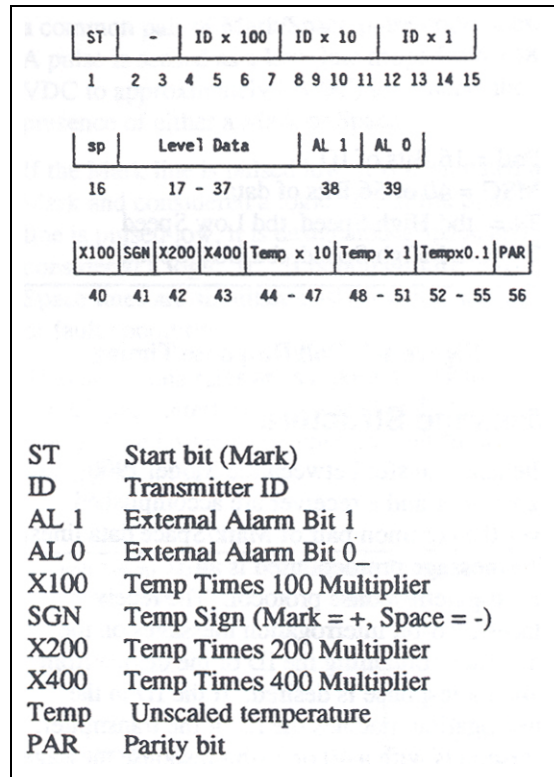 ST - - ID x 100 ID x 10 ID x 1
1 2 3 4 5 6 7 8 9 10 11 12 13 14 15
sp Level Data AL 1 AL 0
16 17 - 37 38 39
X100 SGN X200 X400 Temp x 10 Temp x 1 Tempx0.1 PAR
40 41 42 43 44 - 47 48 - 51 52 - 55 56
ST Start bit (Mark)
ID Transmitter ID
AL 1 External Alarm Bit 1
AL 0 External Alarm Bit 0
X100 Temp Times 100 Multiplier
SGN Temp Sign (Mark = +, Space = -)
X200 Temp Times 200 Multiplier
X400 Temp Times 400 Multiplier
Temp Unscaled temperature
PAR Parity bit